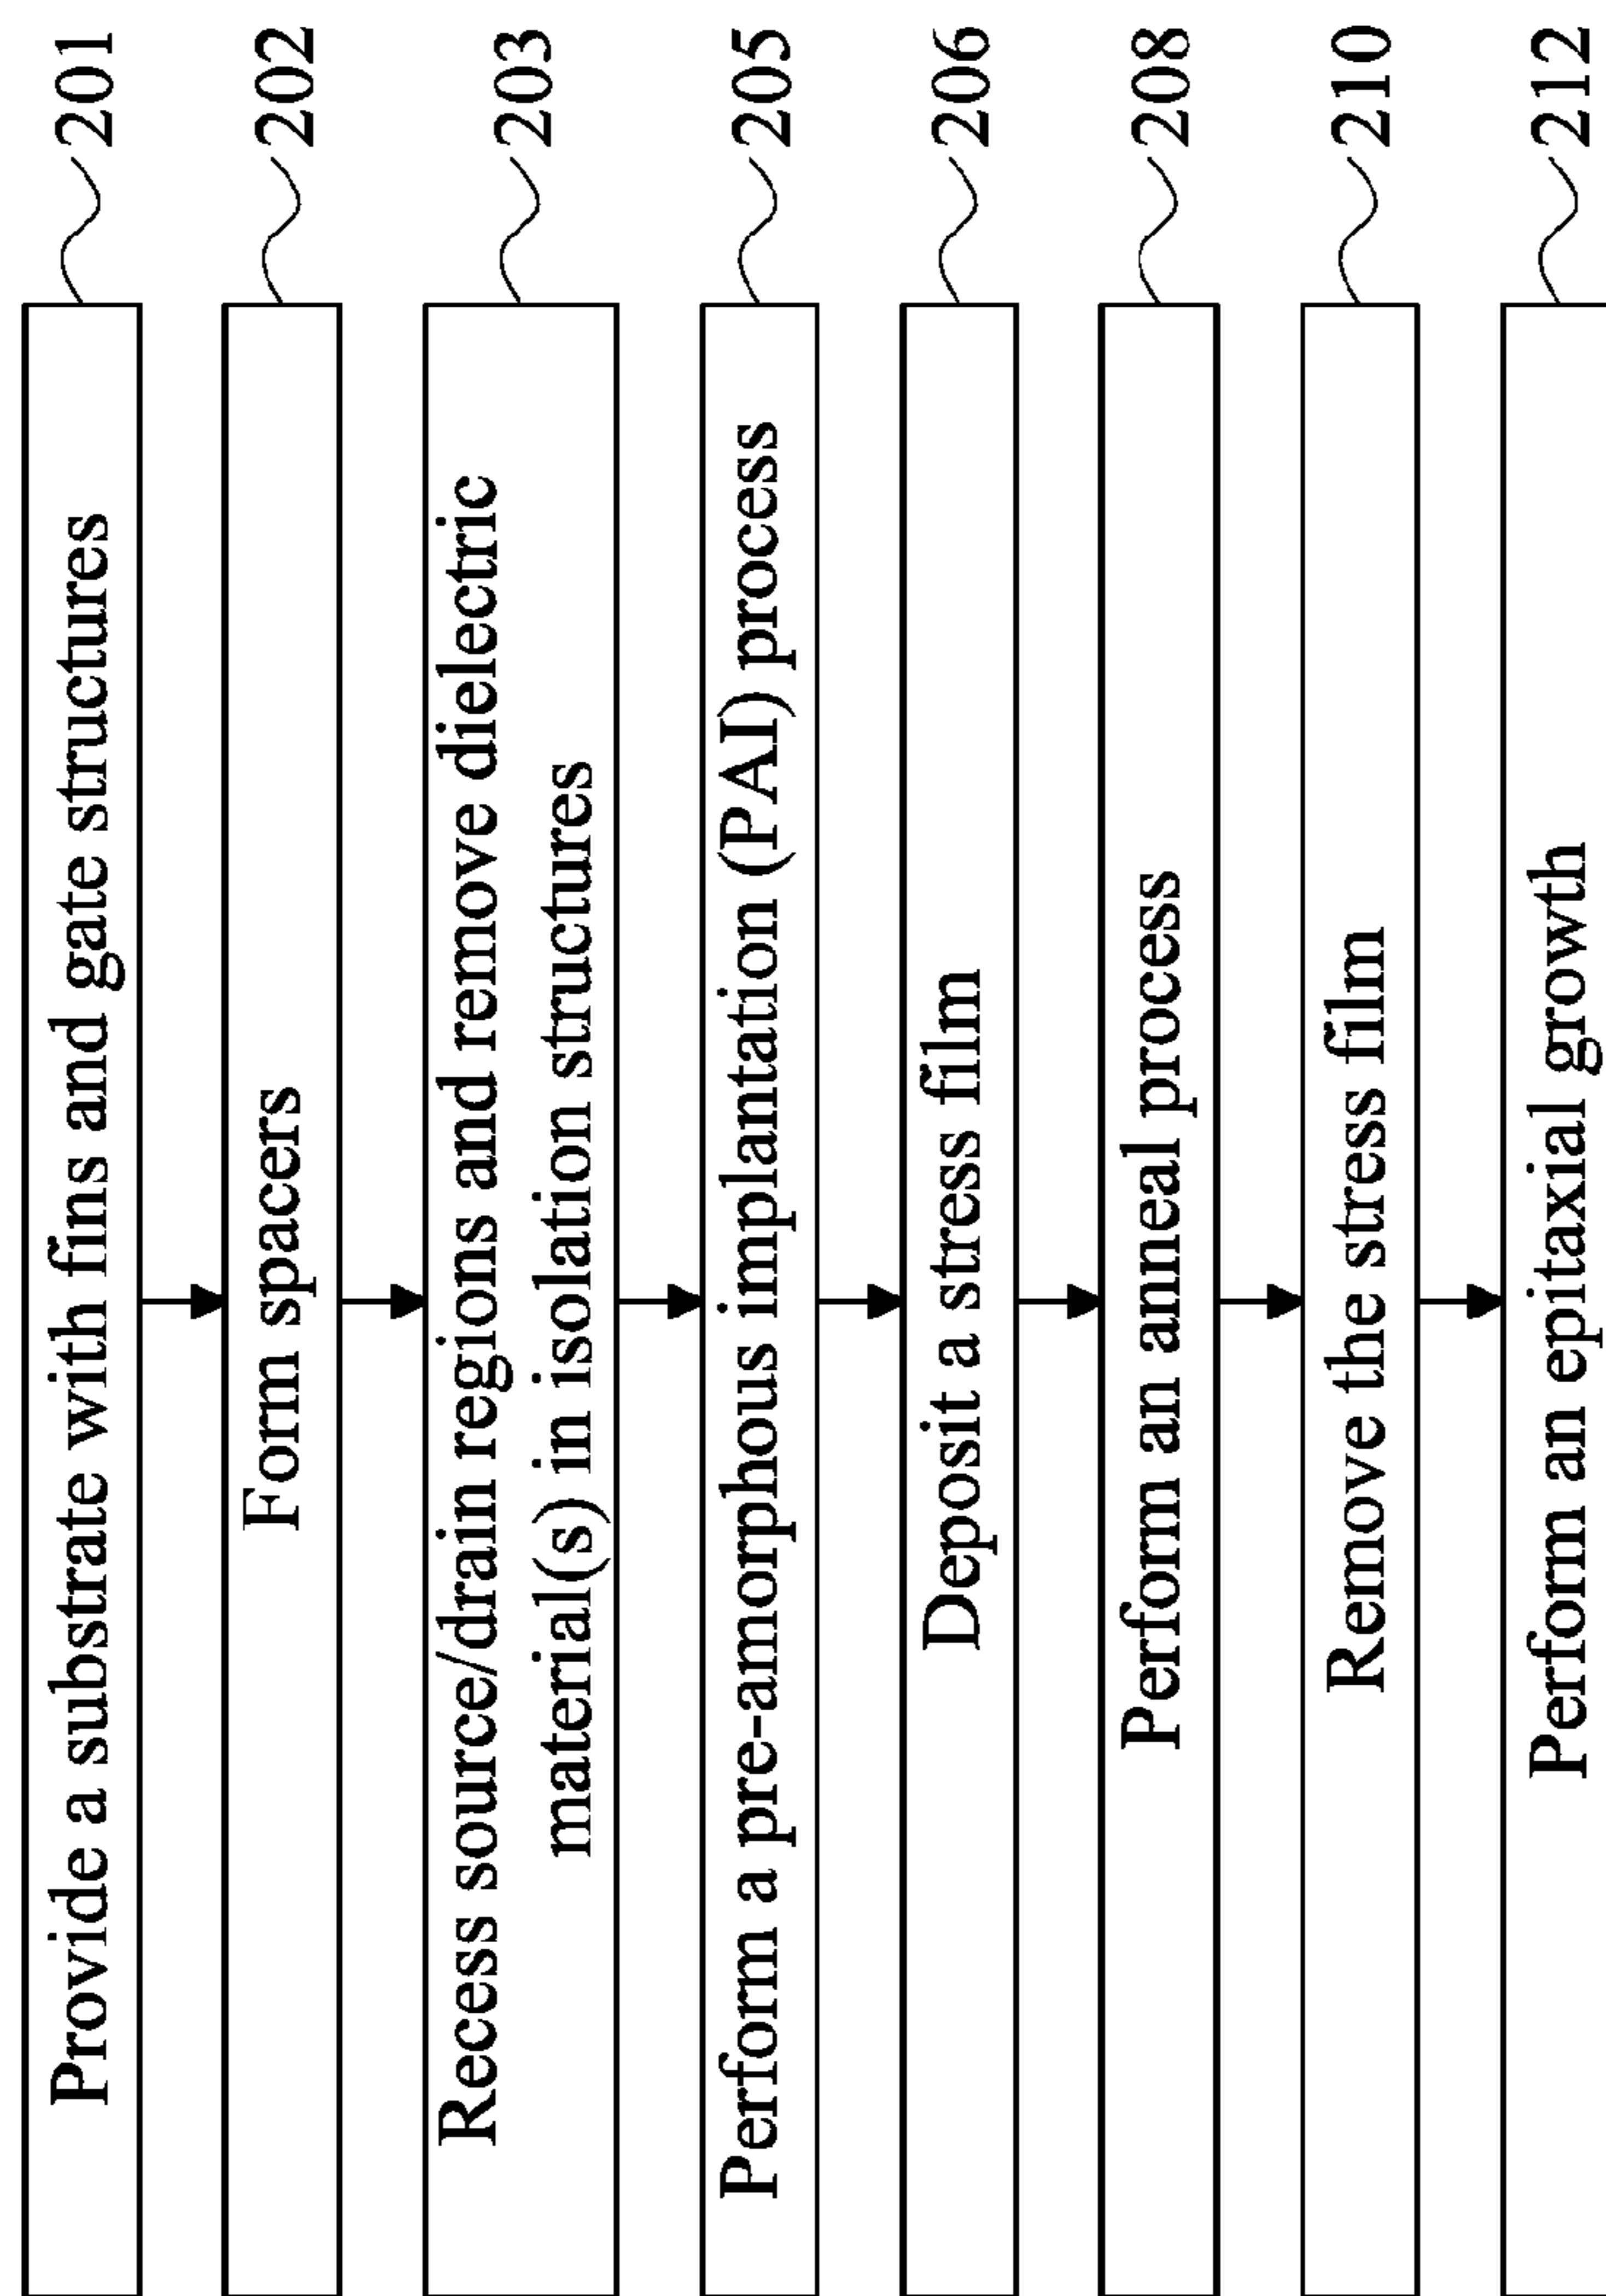 Provide a substrate with fins and gate structures 201
Form spacers 202
Recess source/drain regions and remove dielectric
material(s) in isolation structures 203
Perform a pre-amorphous implantation (PAI) process 205
Deposit a stress film 206
Perform an anneal process 208
Remove the stress film 210
Perform an epitaxial growth 212